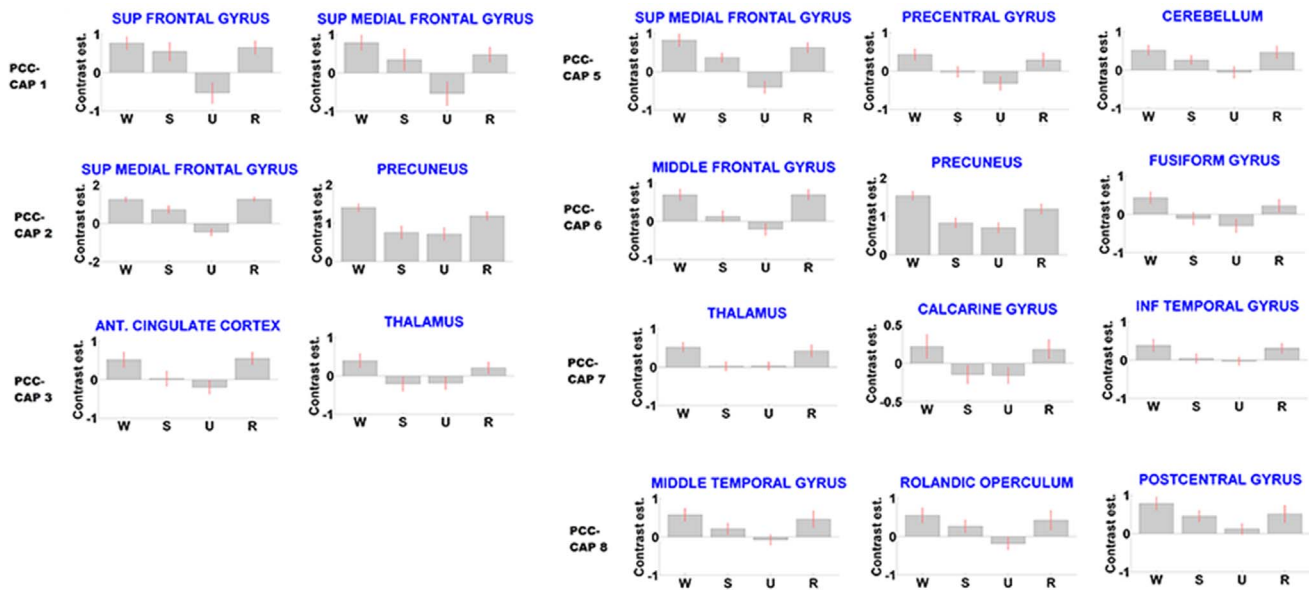 SUP FRONTAL GYRUS
SUP MEDIAL FRONTAL GYRUS
PCC-
CAP 1
Contrast est.
1
0
-1
W S U R
Contrast est.
1
0
-1
W S U R
SUP MEDIAL FRONTAL GYRUS
PRECUNEUS
PCC-
CAP 2
Contrast est.
2
0
-2
W S U R
Contrast est.
2
1
0
W S U R
ANT. CINGULATE CORTEX
THALAMUS
PCC-
CAP 3
Contrast est.
1
0
-1
W S U R
Contrast est.
1
0
-1
W S U R
SUP MEDIAL FRONTAL GYRUS
PRECENTRAL GYRUS
CEREBELLUM
PCC-
CAP 5
Contrast est.
1
0
-1
W S U R
Contrast est.
1
0
-1
W S U R
Contrast est.
1
0
-1
W S U R
MIDDLE FRONTAL GYRUS
PRECUNEUS
FUSIFORM GYRUS
PCC-
CAP 6
Contrast est.
1
0
-1
W S U R
Contrast est.
2
1
0
W S U R
Contrast est.
1
0
-1
W S U R
THALAMUS
CALCARINE GYRUS
INF TEMPORAL GYRUS
PCC-
CAP 7
Contrast est.
1
0
-1
W S U R
Contrast est.
0.5
0
-0.5
W S U R
Contrast est.
1
0
-1
W S U R
MIDDLE TEMPORAL GYRUS
ROLANDIC OPERCULUM
POSTCENTRAL GYRUS
PCC-
CAP 8
Contrast est.
1
0
-1
W S U R
Contrast est.
1
0
-1
W S U R
Contrast est.
1
0
-1
W S U R